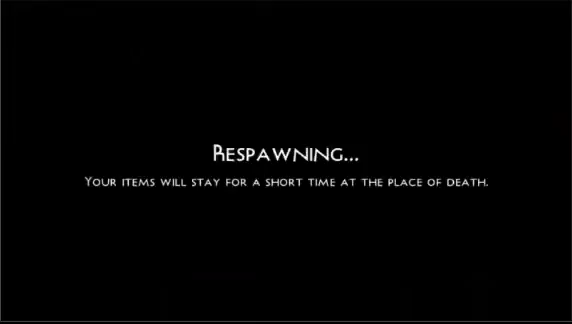 Respawning...
Your items will stay for a short time at the place of death.